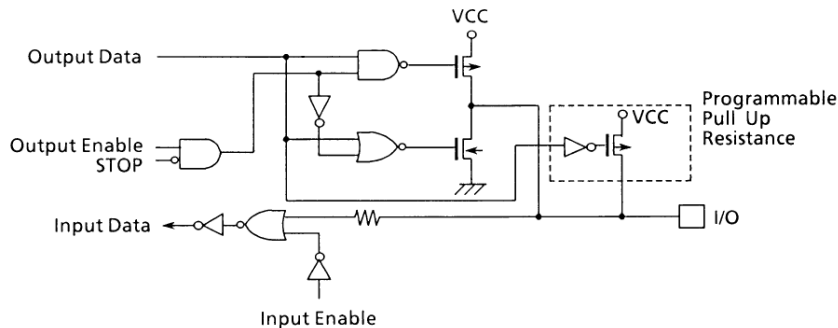 VCC
Output Data
Programmable
Pull Up
Resistance
VCC
Output Enable
STOP
Input Data
I/O
Input Enable